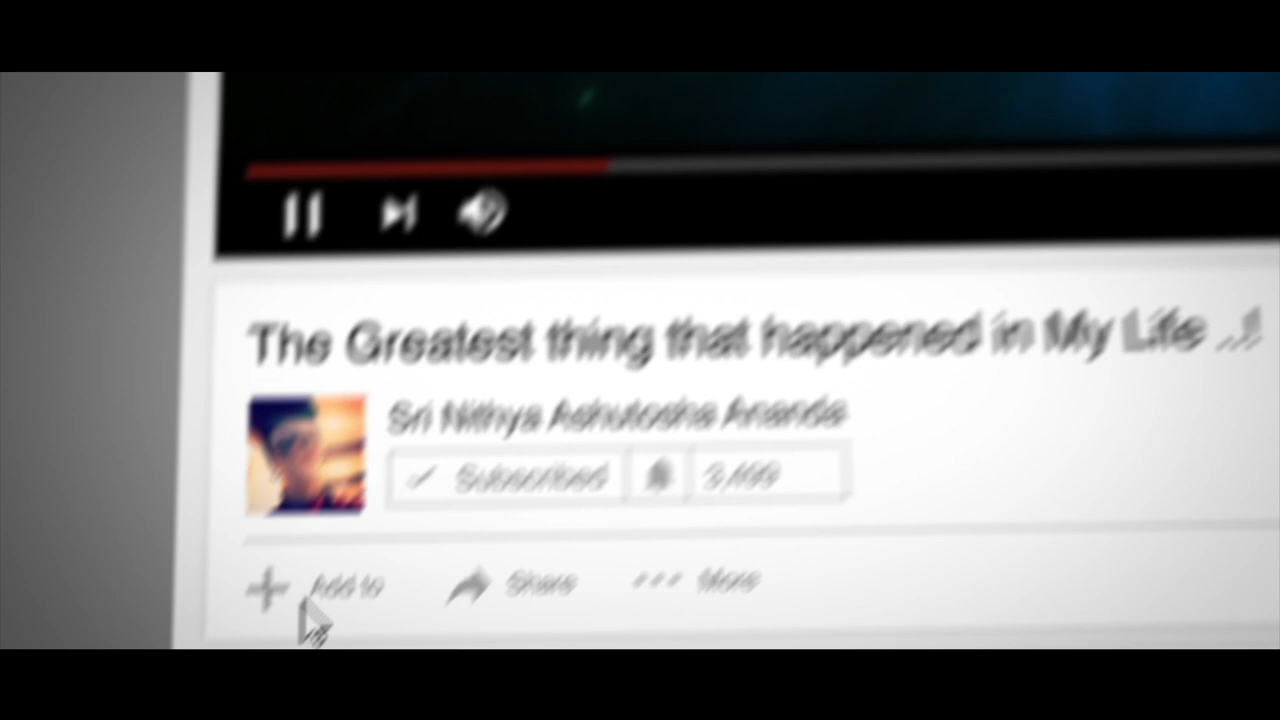 The Greatest thing that happened in My Life ..!
Sri Nithya Ashutosha Ananda
Subscribed
Add to
Share
More